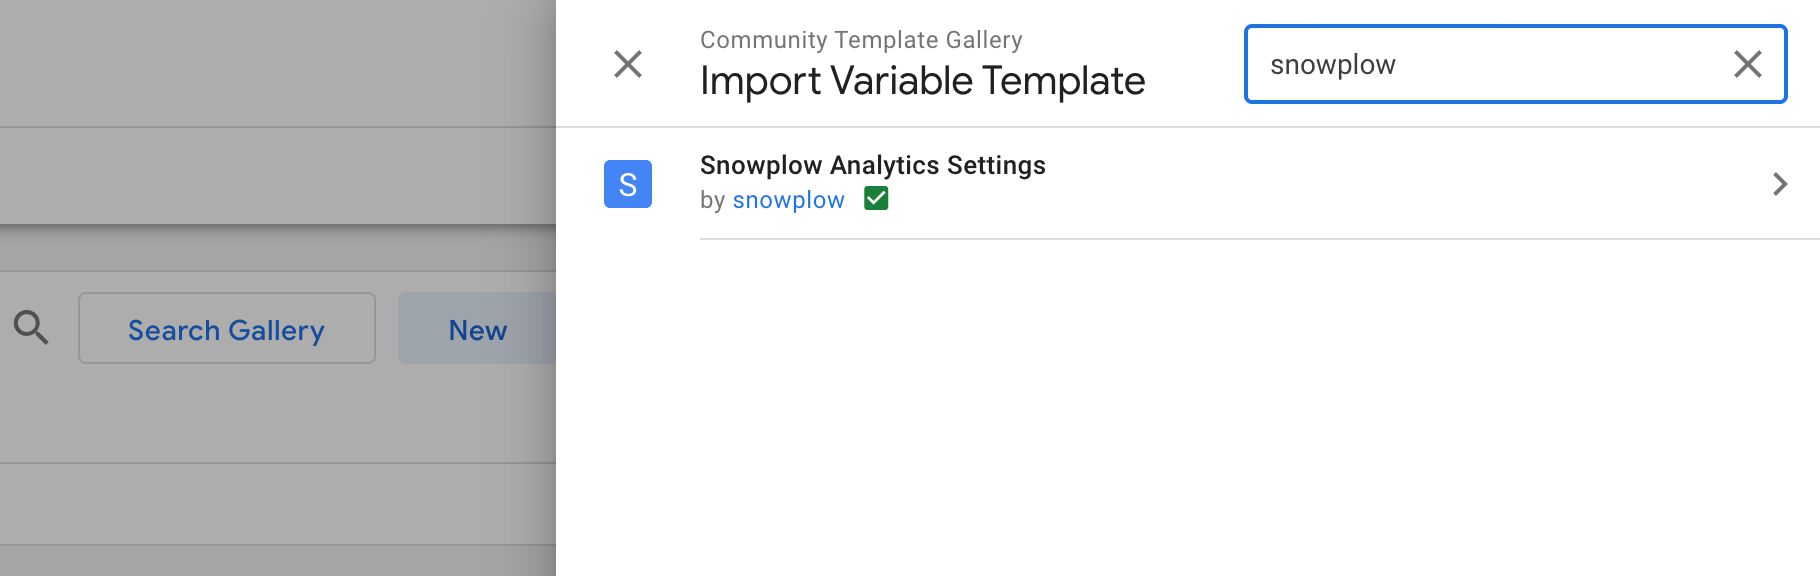 Community Template Gallery
Import Variable Template
snowplow
S
Snowplow Analytics Settings
by snowplow
Search Gallery
New